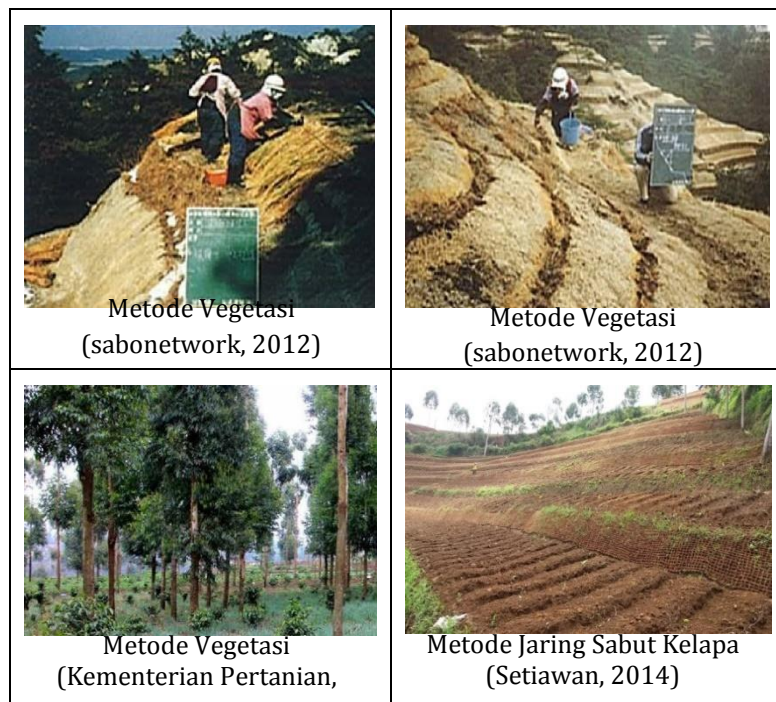 Metode Vegetasi
(sabonetwork, 2012)
Metode Vegetasi
(sabonetwork, 2012)
Metode Vegetasi
(Kementerian Pertanian,
Metode Jaring Sabut Kelapa
(Setiawan, 2014)